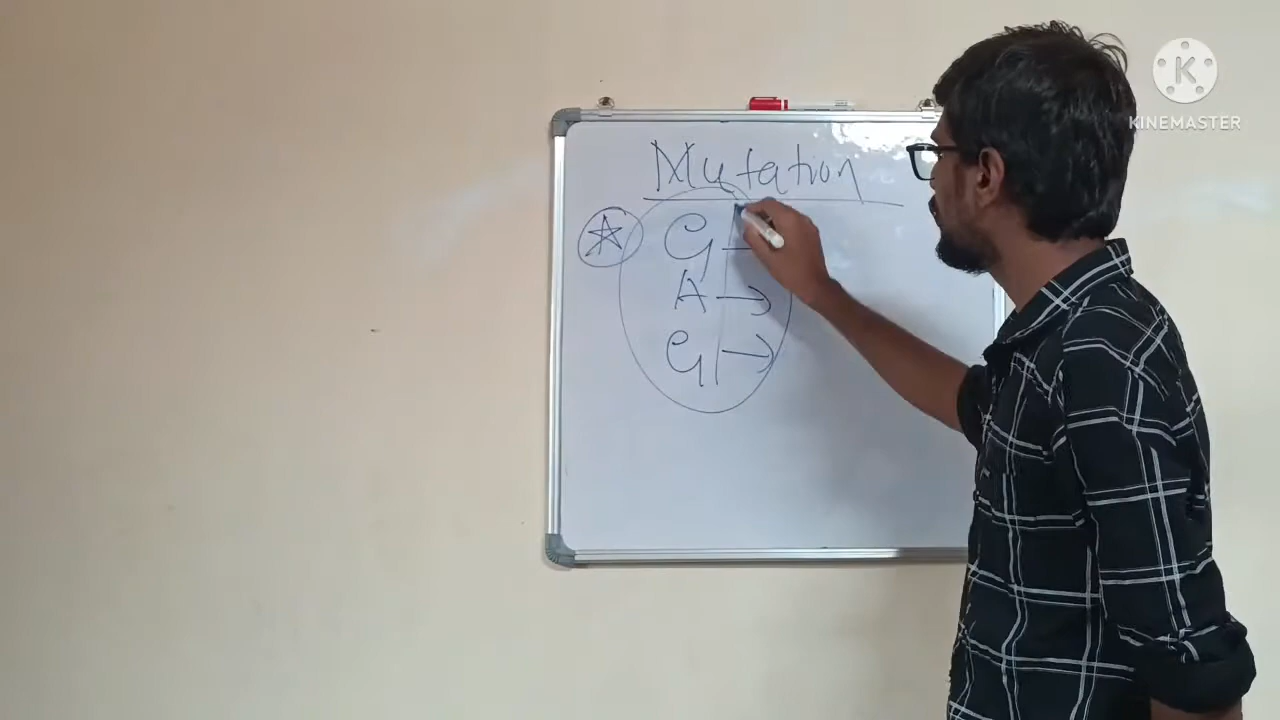 Mutation
G →
A →
G →
K
KINEMASTER